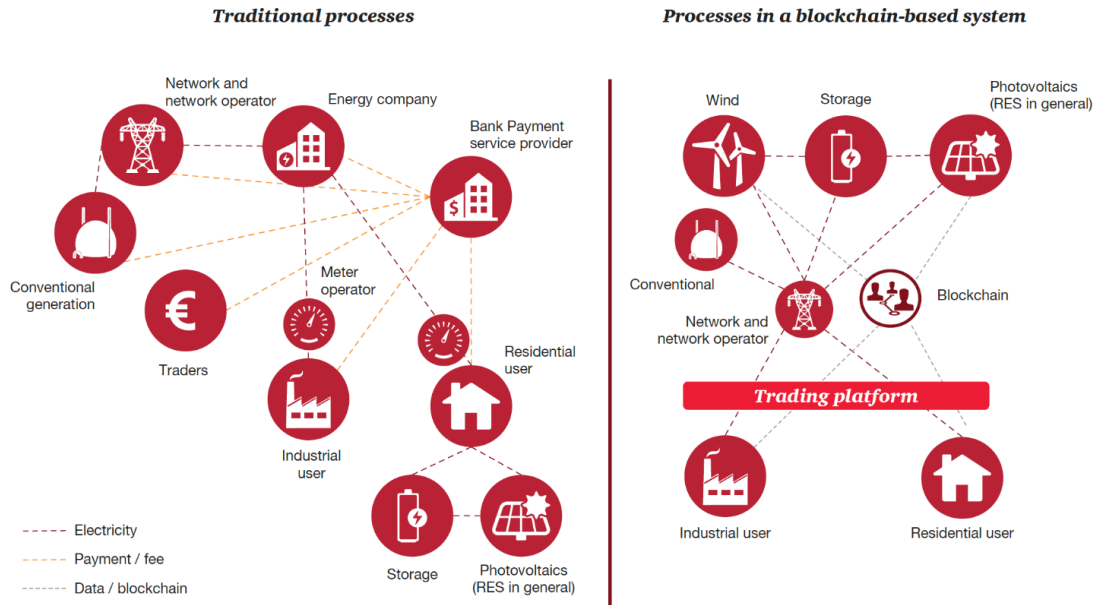 Traditional processes
Processes in a blockchain-based system
Network and
network operator
Energy company
Bank Payment
service provider
$
Conventional
generation
€
Traders
Meter
operator
Residential
user
Industrial
user
Storage
Photovoltaics
(RES in general)
Electricity
Payment / fee
Data / blockchain
Wind
Storage
Photovoltaics
(RES in general)
Conventional
Blockchain
Network and
network operator
Trading platform
Industrial user
Residential user